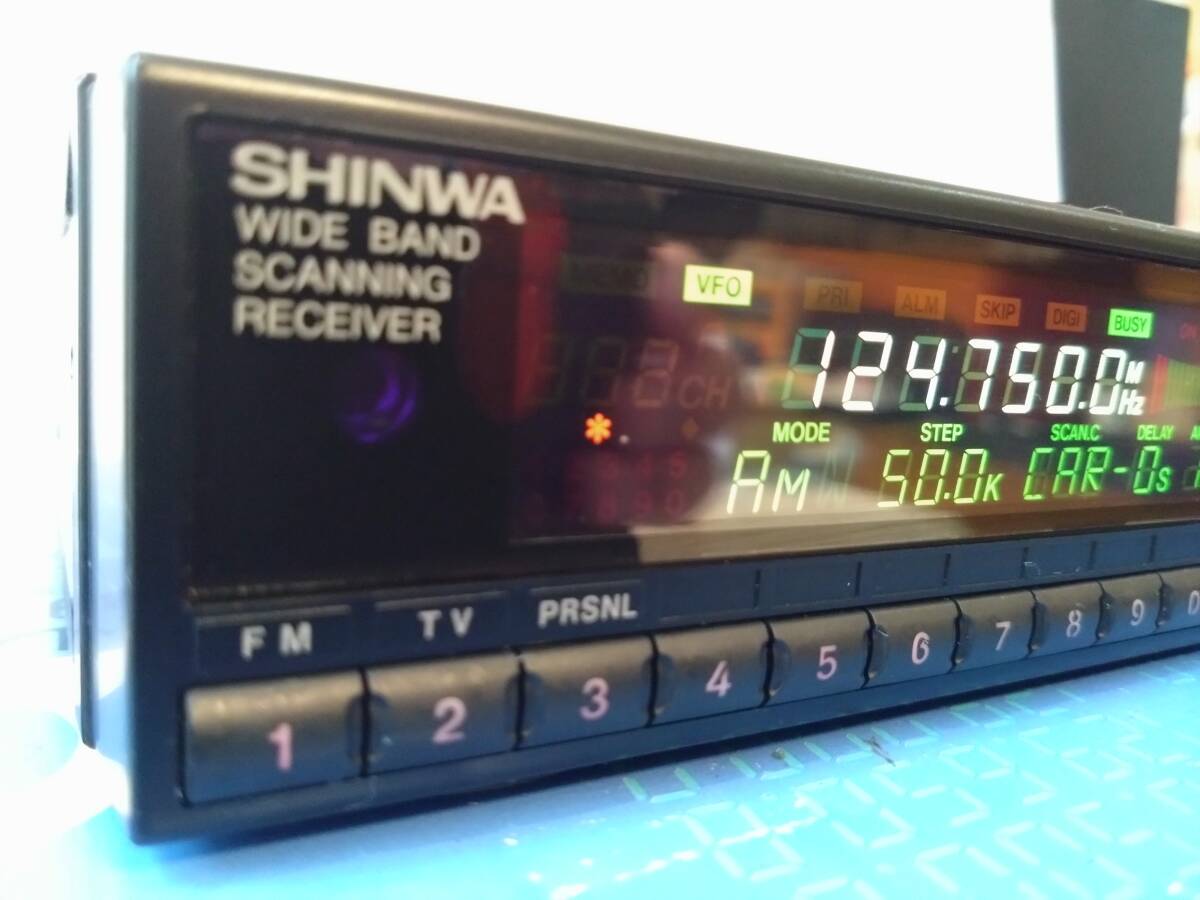 SHINWA
WIDE BAND
SCANNING
RECEIVER
VFO PRI ALM SKIP DIGI BUSY
CH 124.750.0 MHz
MODE STEP SCAN.C DELAY
AM 50.0K CAR-0s
FM TV PRSNL
1 2 3 4 5 6 7 8 9 0